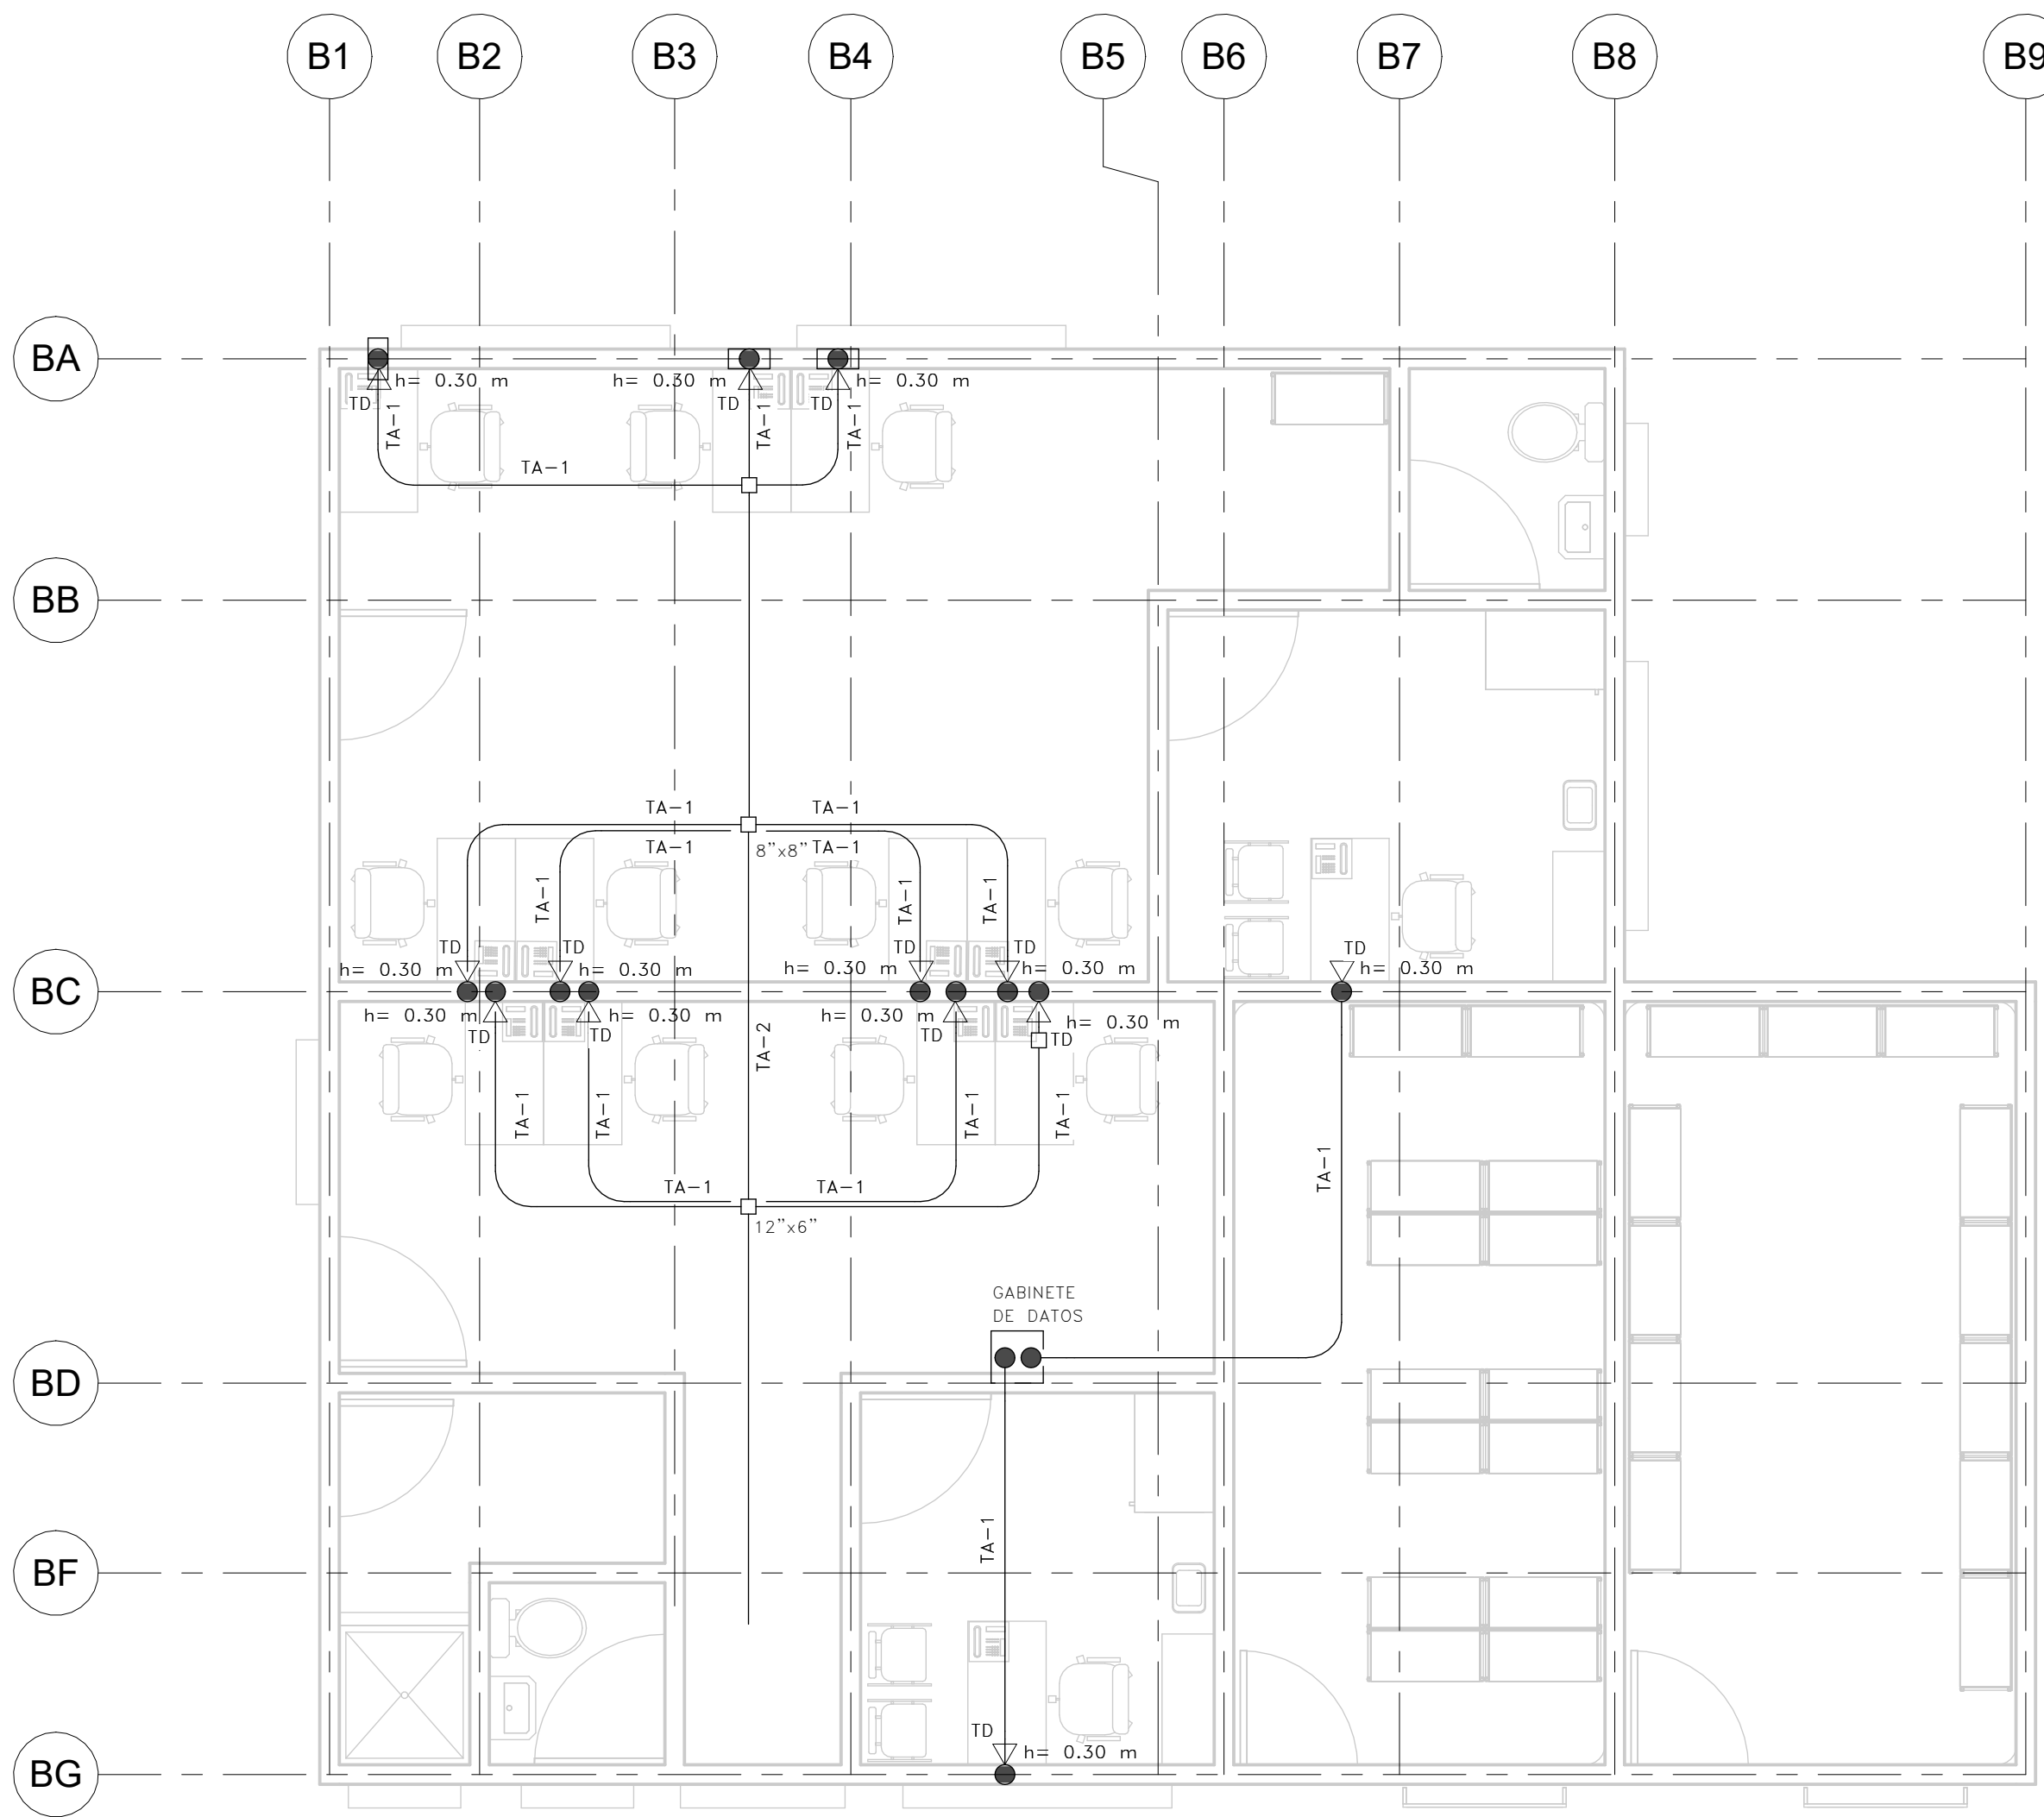 B1 B2 B3 B4 B5 B6 B7 B8 B9
BA
h= 0.30 m h= 0.30 m h= 0.30 m
TD TD TD
TA-1 TA-1 TA-1
TA-1
BB
TA-1 TA-1
TA-1 8"x8" TA-1
TA-1 TA-1 TA-1
TD TD TD TD TD
h= 0.30 m h= 0.30 m h= 0.30 m h= 0.30 m h= 0.30 m
BC
h= 0.30 m h= 0.30 m h= 0.30 m h= 0.30 m
TD TD TD TD
TA-2
TA-1 TA-1 TA-1 TA-1
TA-1
TA-1 TA-1
12"x6"
GABINETE
DE DATOS
BD
TA-1
BF
TD
h= 0.30 m
BG